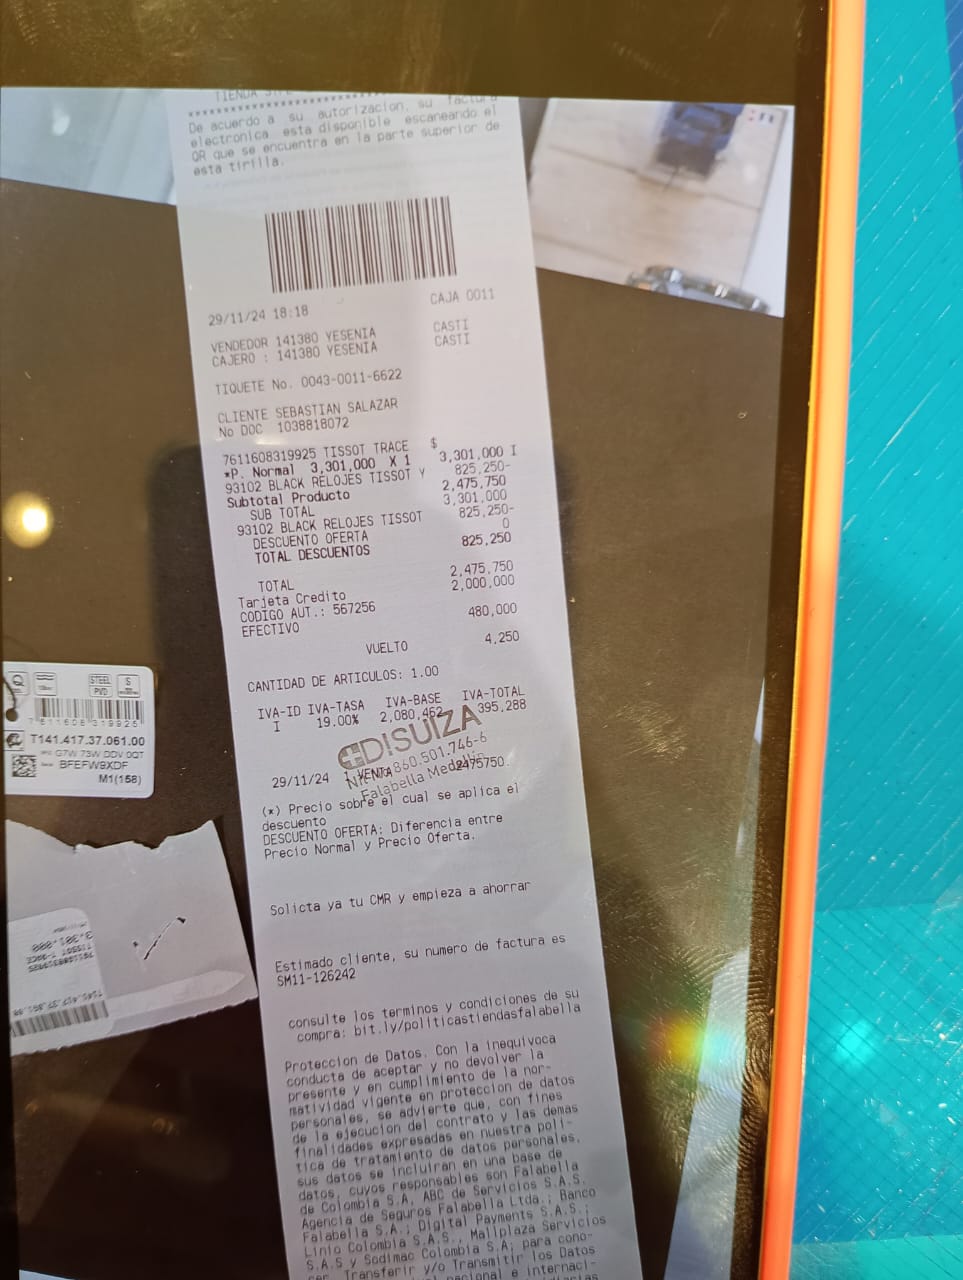 TIENDA
De acuerdo a su autorizacion, su factura
electronica esta disponible escaneando el
QR que se encuentra en la parte superior de
esta tirilla.
29/11/24 18:18 CAJA 0011
VENDEDOR 141380 YESENIA CASTI
CAJERO : 141380 YESENIA CASTI
TIQUETE No. 0043-0011-6622
CLIENTE SEBASTIAN SALAZAR
No DOC 1038818072
7611608319925 TISSOT TRACE $
*P. Normal 3,301,000 X 1 3,301,000 I
93102 BLACK RELOJES TISSOT Y 825,250-
Subtotal Producto 2,475,750
SUB TOTAL 3,301,000
93102 BLACK RELOJES TISSOT 825,250-
DESCUENTO OFERTA 0
TOTAL DESCUENTOS 825,250
TOTAL 2,475,750
Tarjeta Credito 2,000,000
CODIGO AUT.: 567256
EFECTIVO 480,000
VUELTO 4,250
CANTIDAD DE ARTICULOS: 1.00
IVA-ID IVA-TASA IVA-BASE IVA-TOTAL
I 19.00% 2,080,462 395,288
DISUIZA
Nit. 860.501.746-6
Falabella Medellín
29/11/24 1 VENTA 2475750.
(*) Precio sobre el cual se aplica el
descuento
DESCUENTO OFERTA: Diferencia entre
Precio Normal y Precio Oferta.
Solicta ya tu CMR y empieza a ahorrar
Estimado cliente, su numero de factura es
SM11-126242
consulte los terminos y condiciones de su
compra: bit.ly/politicastiendasfalabella
Proteccion de Datos. Con la inequivoca
conducta de aceptar y no devolver la
presente y en cumplimiento de la nor-
matividad vigente en proteccion de datos
personales, se advierte que, con fines
de la ejecucion del contrato y las demas
finalidades expresadas en nuestra poli-
tica de tratamiento de datos personales,
sus datos se incluiran en una base de
datos, cuyos responsables son Falabella
de Colombia S.A, ABC de Servicios S.A.S,
Agencia de Seguros Falabella Ltda.; Banco
Falabella S.A.; Digital Payments S.A.S.;
Linio Colombia S.A.S., Mallplaza Servicios
S.A.S y Sodimac Colombia S.A; para cono-
cer, Transferir y/o Transmitir los Datos
nacional e internaci-
STEEL
PVD
S
7 611608 319925
T141.417.37.061.00
G7W 73W DDV 0QT
BFEFW9XDF
M1(158)
3.301.000